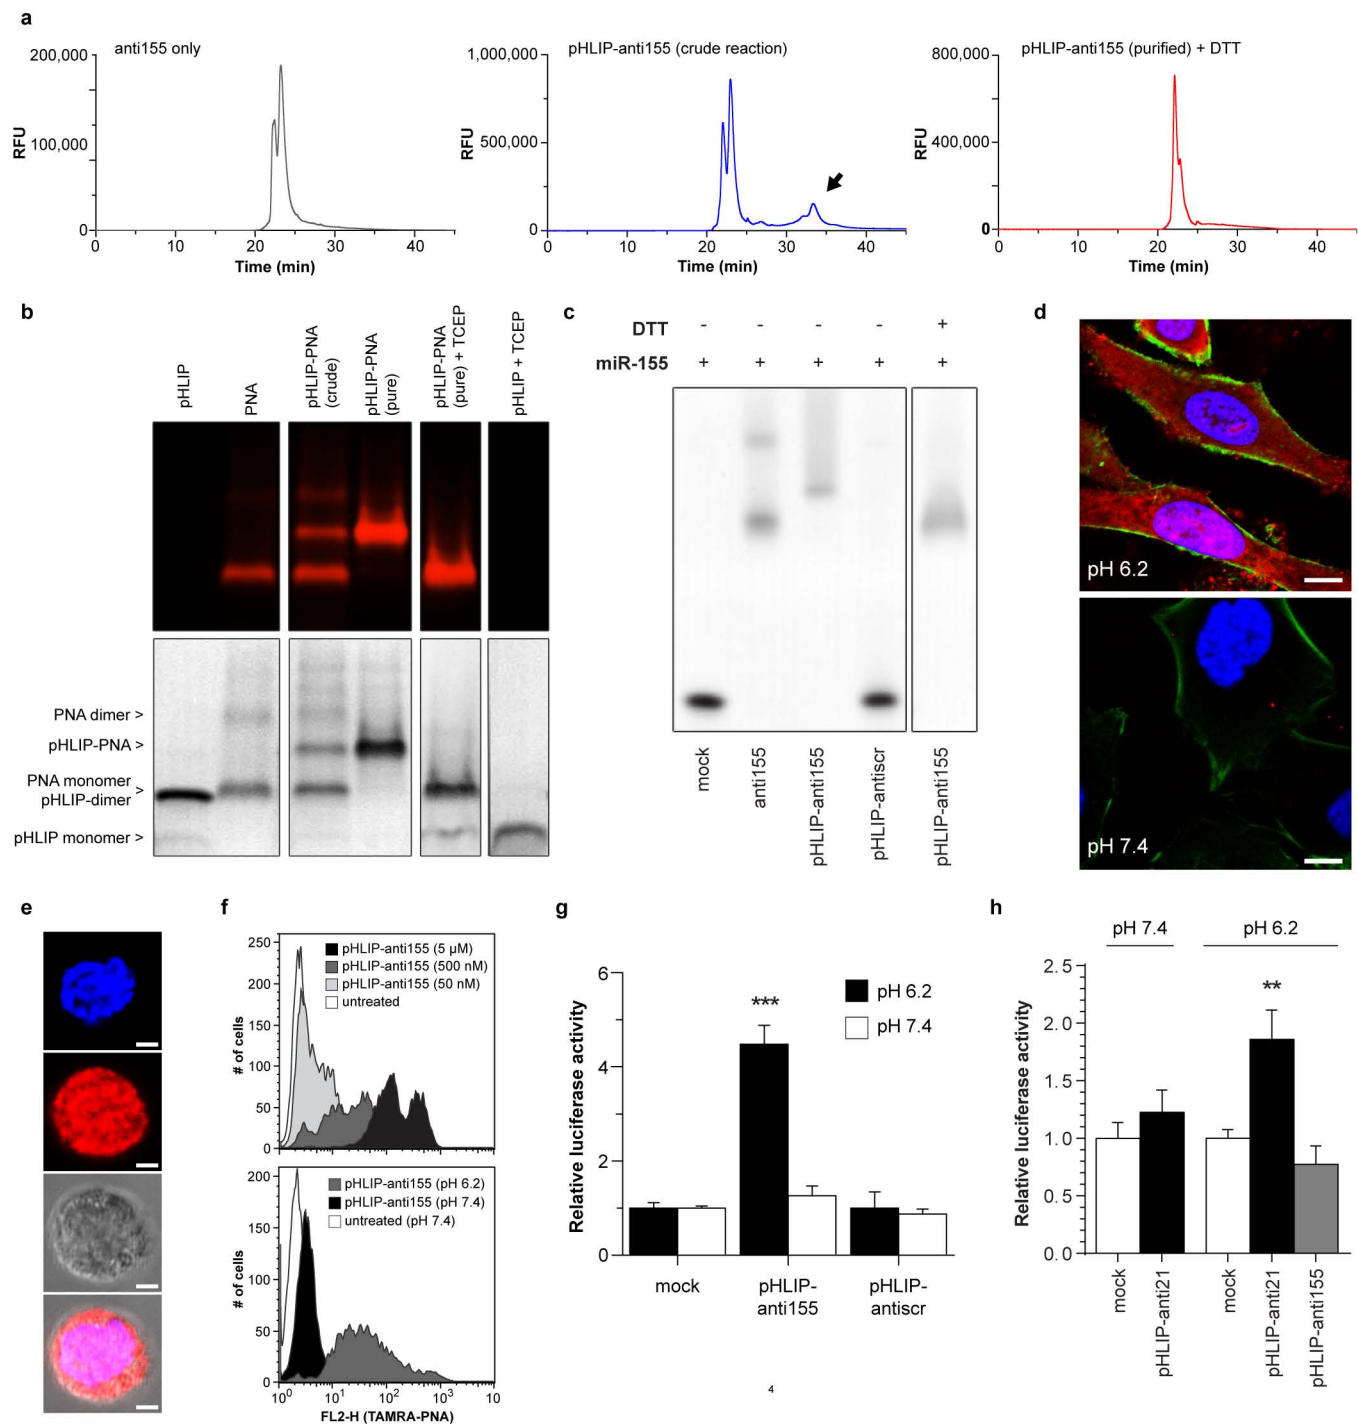 a
anti155 only
pHLIP-anti155 (crude reaction)
pHLIP-anti155 (purified) + DTT
200,000
100,000
0
RFU
0 10 20 30 40
Time (min)
1,000,000
500,000
0
RFU
0 10 20 30 40
Time (min)
800,000
400,000
0
RFU
0 10 20 30 40
Time (min)
b
pHLIP
PNA
pHLIP-PNA
(crude)
pHLIP-PNA
(pure)
pHLIP-PNA
(pure) + TCEP
pHLIP + TCEP
PNA dimer >
pHLIP-PNA >
PNA monomer
pHLIP-dimer >
pHLIP monomer >
c
DTT - - - - +
miR-155 + + + + +
mock
anti155
pHLIP-anti155
pHLIP-antiscr
pHLIP-anti155
d
pH 6.2
pH 7.4
e
f
250
200
150
100
50
0
# of cells
pHLIP-anti155 (5 µM)
pHLIP-anti155 (500 nM)
pHLIP-anti155 (50 nM)
untreated
200
150
100
50
0
# of cells
pHLIP-anti155 (pH 6.2)
pHLIP-anti155 (pH 7.4)
untreated (pH 7.4)
10⁰ 10¹ 10² 10³ 10
FL2-H (TAMRA-PNA)
g
6
4
2
0
Relative luciferase activity
***
pH 6.2
pH 7.4
mock
pHLIP-
anti155
pHLIP-
antiscr
h
pH 7.4
pH 6.2
2.5
2.0
1.5
1.0
0.5
0.0
Relative luciferase activity
**
mock
pHLIP-anti21
mock
pHLIP-anti21
pHLIP-anti155
4